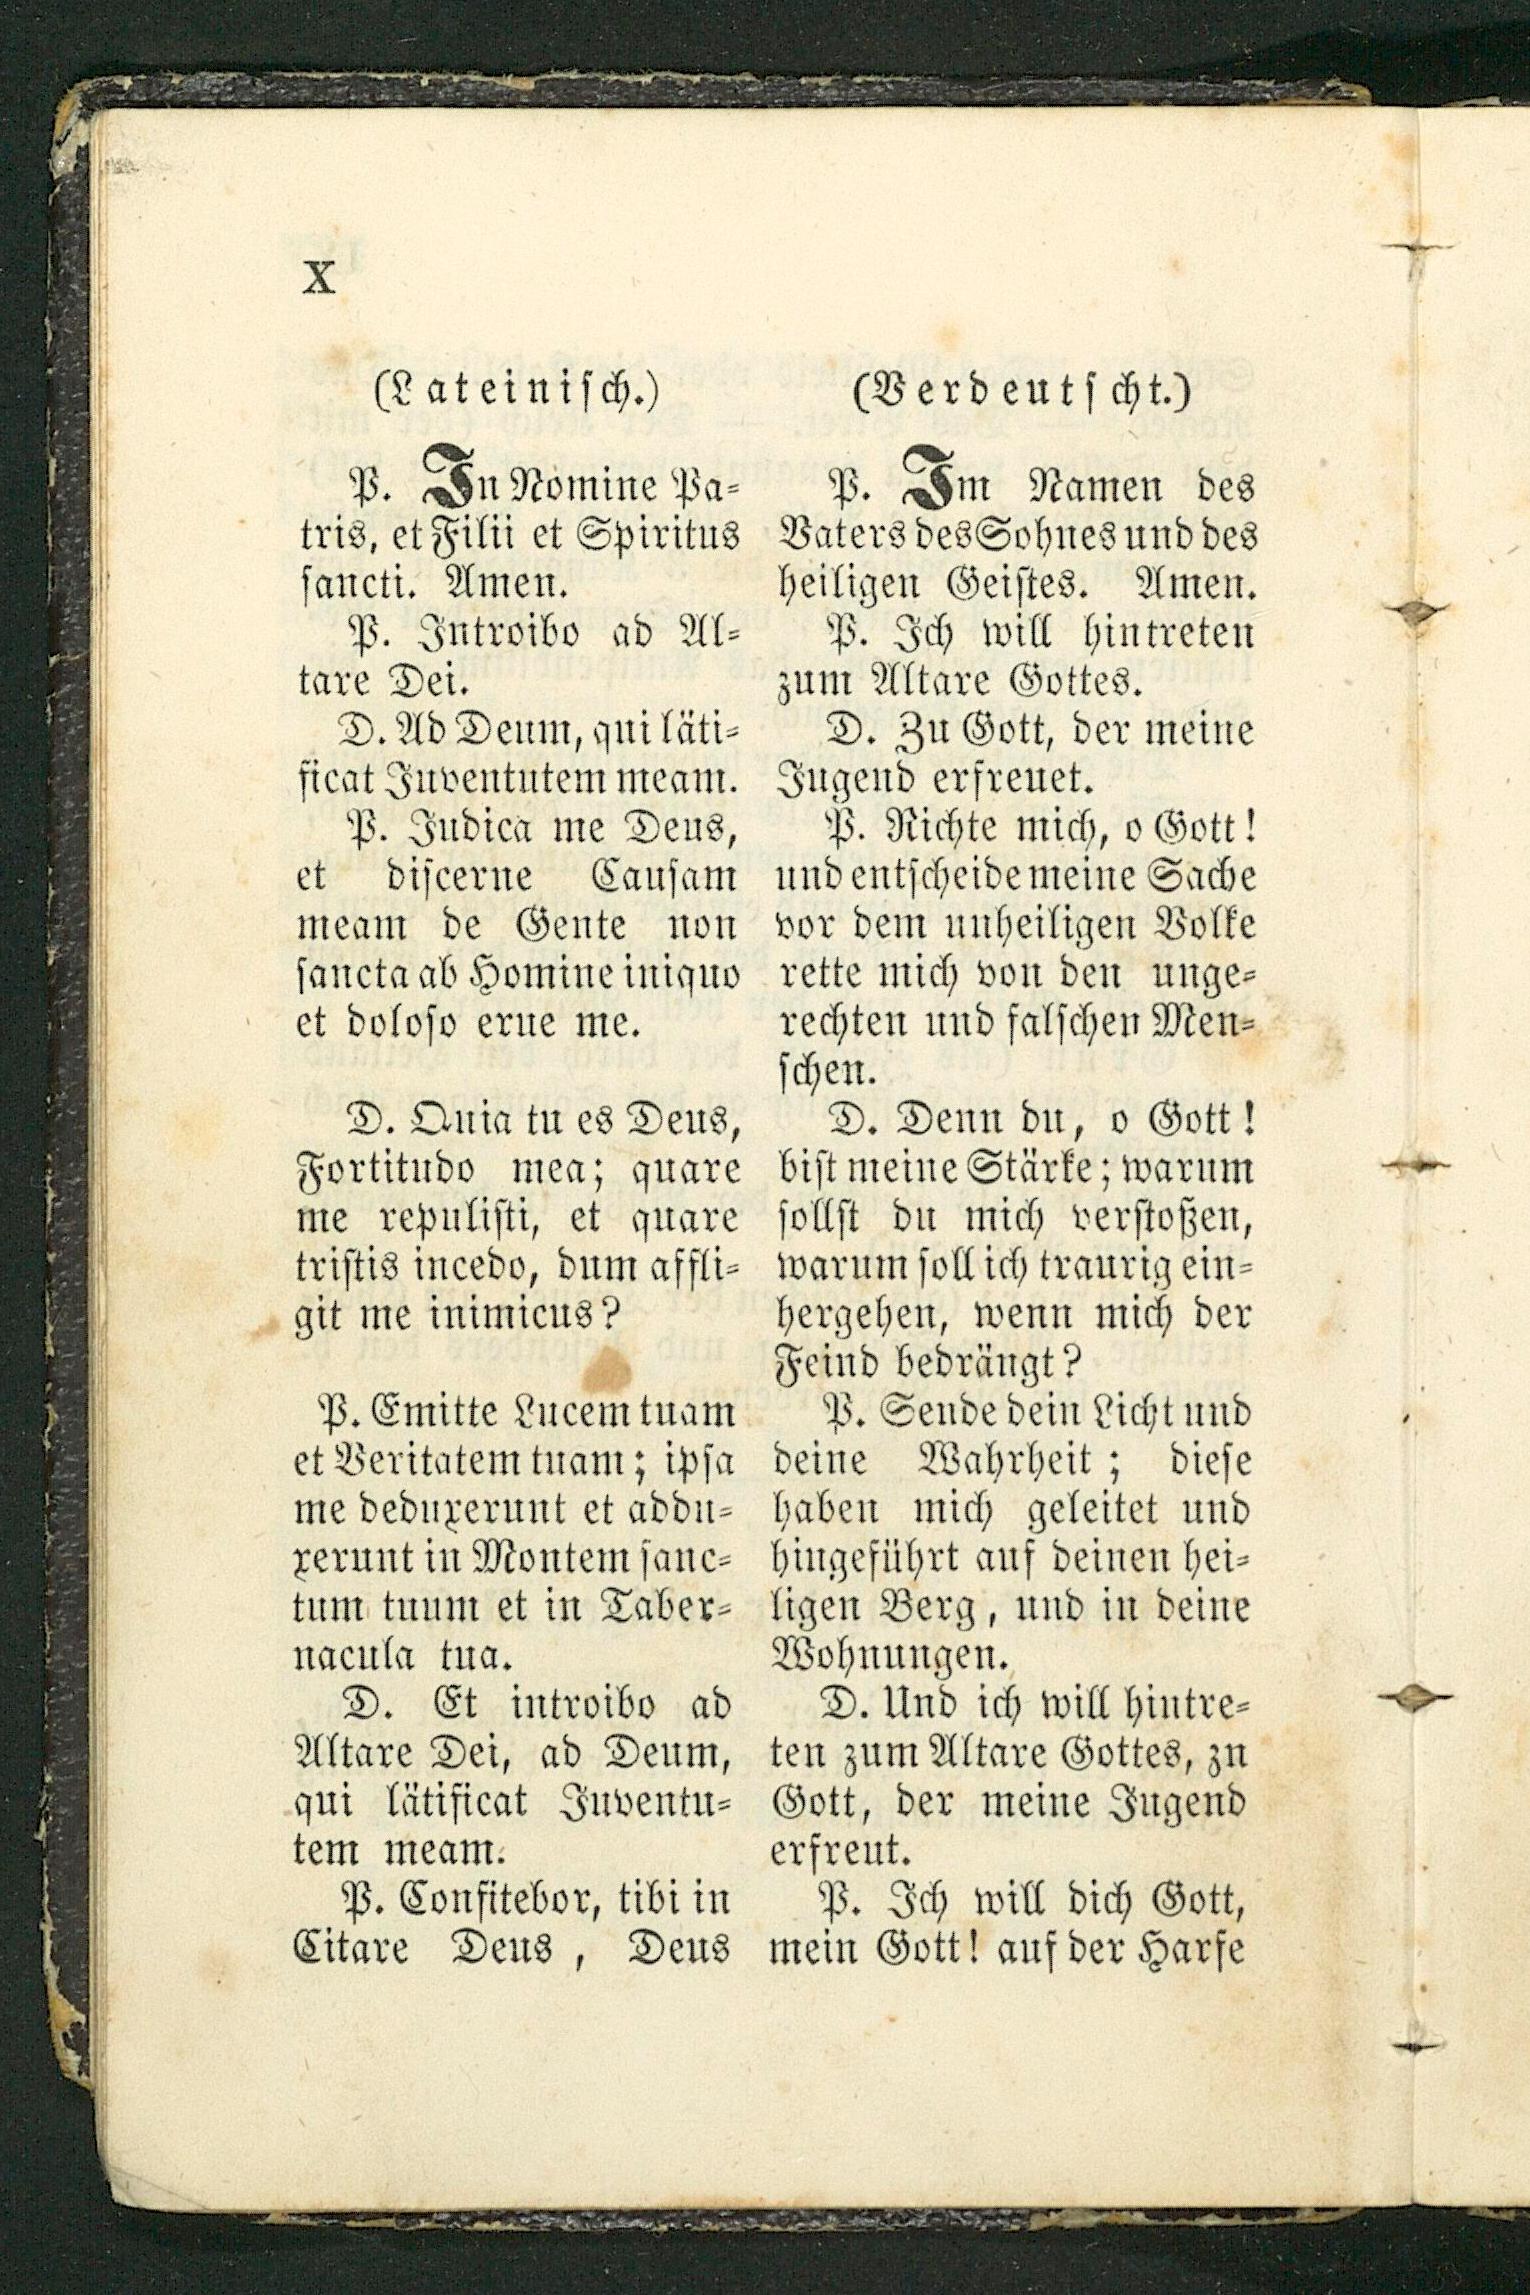 X
(Lateinisch.)
P. In Nomine Pa-
tris, et Filii et Spiritus
sancti. Amen.
P. Introibo ad Al-
tare Dei.
D. Ad Deum, qui läti-
ficat Juventutem meam.
P. Judica me Deus,
et discerne Causam
meam de Gente non
sancta ab Homine iniquo
et doloso erue me.
D. Quia tu es Deus,
Fortitudo mea; quare
me repulisti, et quare
tristis incedo, dum affli-
git me inimicus?
P. Emitte Lucem tuam
et Veritatem tuam; ipsa
me deduxerunt et addu-
xerunt in Montem sanc-
tum tuum et in Taber-
nacula tua.
D. Et introibo ad
Altare Dei, ad Deum,
qui lätificat Juventu-
tem meam.
P. Confitebor, tibi in
Citare Deus, Deus
(Verdeutscht.)
P. Im Namen des
Vaters des Sohnes und des
heiligen Geistes. Amen.
P. Ich will hintreten
zum Altare Gottes.
D. Zu Gott, der meine
Jugend erfreuet.
P. Richte mich, o Gott!
und entscheide meine Sache
vor dem unheiligen Volke
rette mich von den unge-
rechten und falschen Men-
schen.
D. Denn du, o Gott!
bist meine Stärke; warum
sollst du mich verstoßen,
warum soll ich traurig ein-
hergehen, wenn mich der
Feind bedrängt?
P. Sende dein Licht und
deine Wahrheit; diese
haben mich geleitet und
hingeführt auf deinen hei-
ligen Berg, und in deine
Wohnungen.
D. Und ich will hintre-
ten zum Altare Gottes, zu
Gott, der meine Jugend
erfreut.
P. Ich will dich Gott,
mein Gott! auf der Harfe